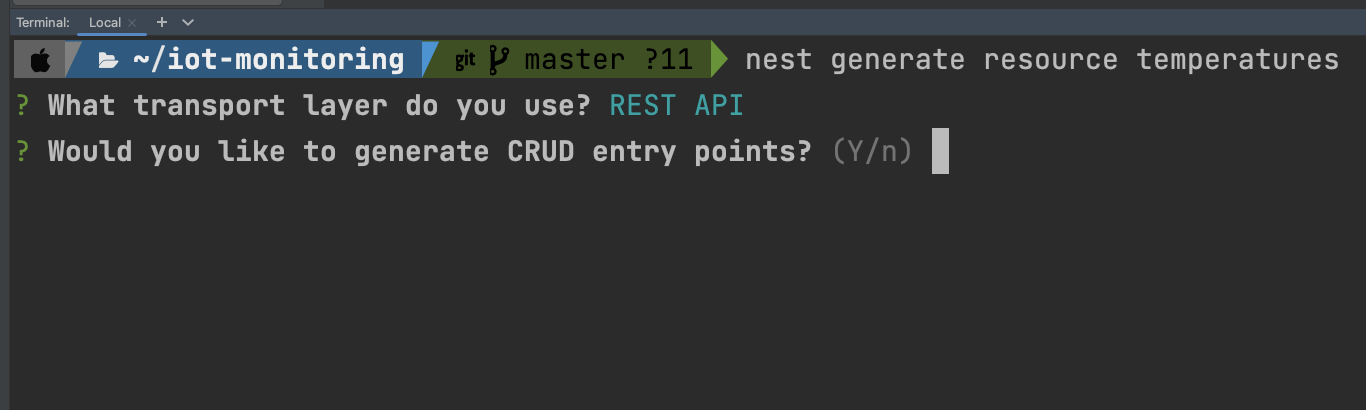 Terminal: Local × +
~/iot-monitoring git master ?11 nest generate resource temperatures
? What transport layer do you use? REST API
? Would you like to generate CRUD entry points? (Y/n)